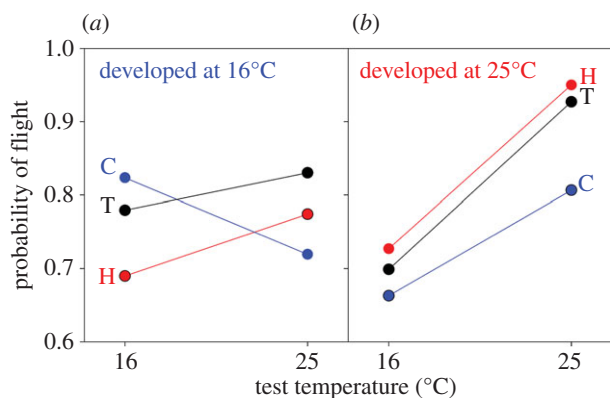 (a)
(b)
developed at 16°C
developed at 25°C
probability of flight
1.0
0.9
0.8
0.7
0.6
C
T
H
H
T
C
16
25
16
25
test temperature (°C)